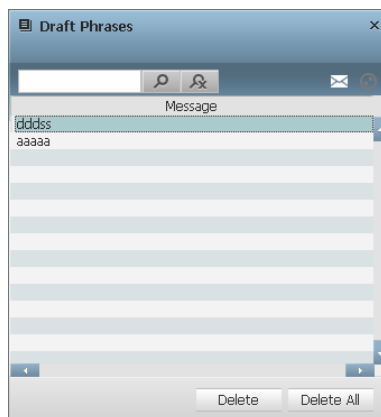 Draft Phrases
Message
dddss
aaaaa
Delete Delete All